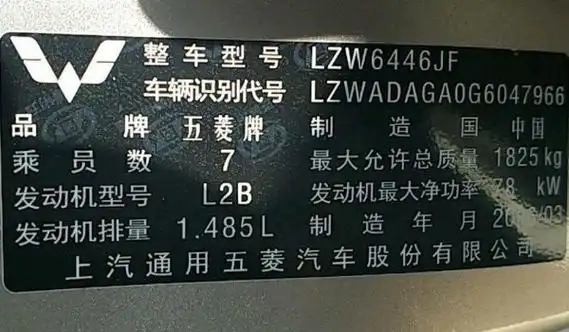 整车型号 LZW6446JF
车辆识别代号 LZWADAGA0G6047966
品牌 五菱牌 制造国 中国
乘员数 7 最大允许总质量 1825 kg
发动机型号 L2B 发动机最大净功率 78 kW
发动机排量 1.485L 制造年月
上汽通用五菱汽车股份有限公司